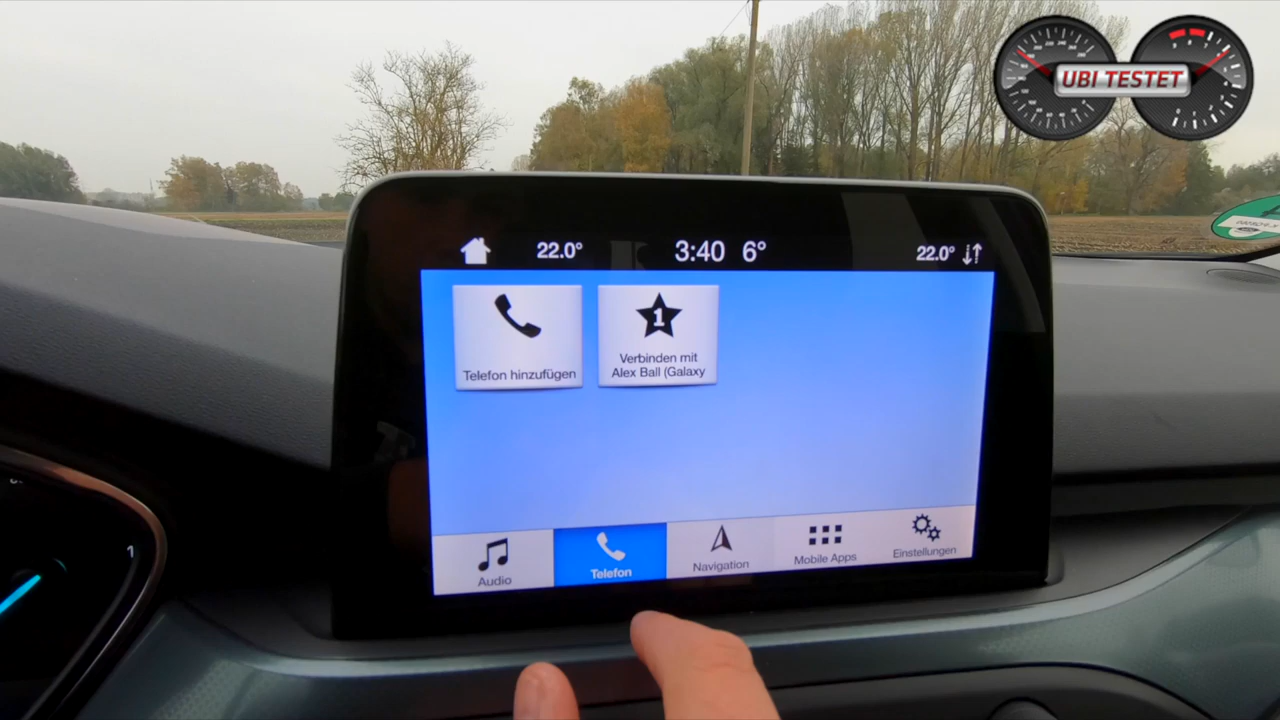 UBI TESTET
22.0°
3:40
6°
22.0°
Telefon hinzufügen
1
Verbinden mit
Alex Ball (Galaxy
Audio
Telefon
Navigation
Mobile Apps
Einstellungen
1